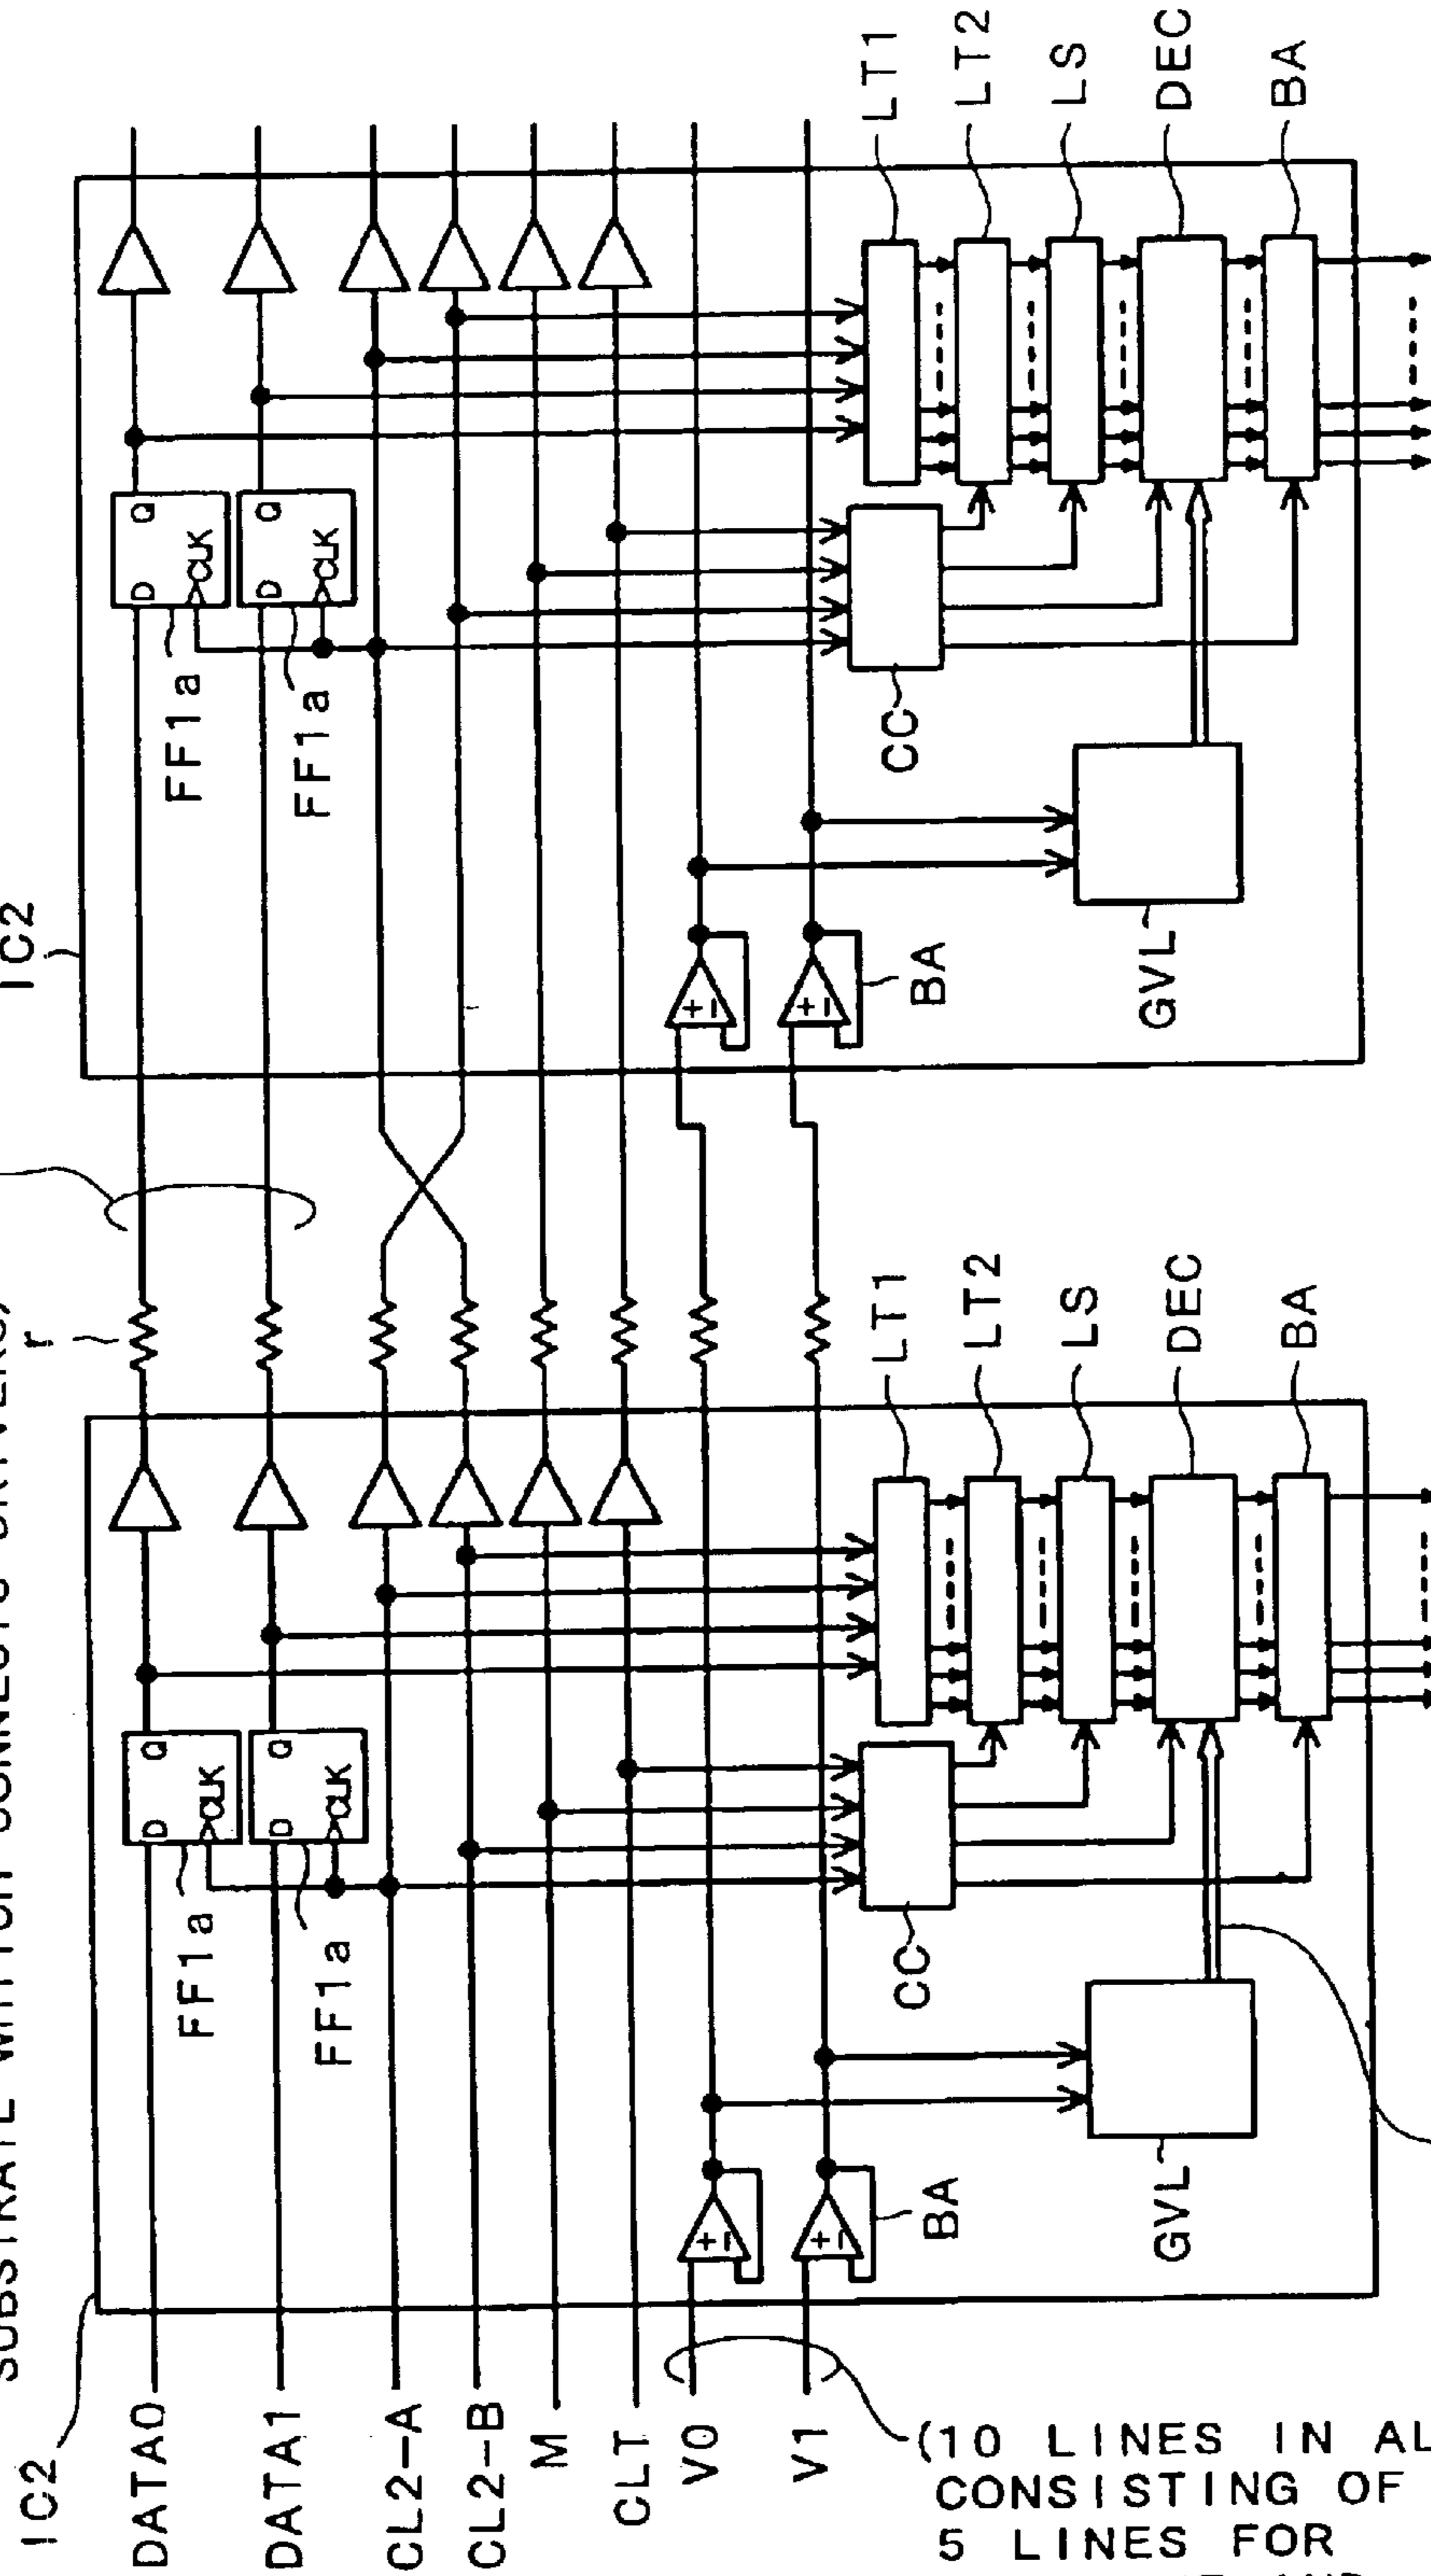 SUBSTRATE WHITCH CONNECTS DRIVERS)
r
IC2
IC2
DATA0
DATA1
CL2-A
CL2-B
M
CLT
V0
V1
D
Q
CLK
FF1a
D
Q
CLK
FF1a
BA
GVL
CC
LT1
LT2
LS
DEC
BA
+
-
+
-
D
Q
CLK
FF1a
D
Q
CLK
FF1a
BA
GVL
CC
LT1
LT2
LS
DEC
BA
+
-
+
-
(10 LINES IN AL
CONSISTING OF
5 LINES FOR